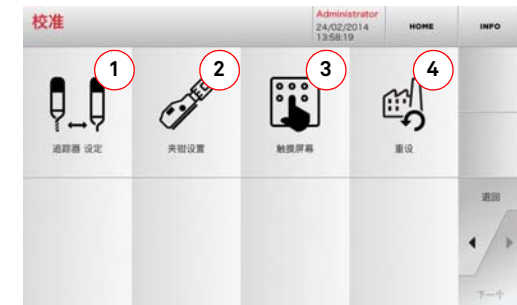 校准
Administrator
24/02/2014
13:58:19
HOME
INFO
1
2
3
4
追踪器 设定
夹钳设置
触摸屏幕
重设
退回
下一个